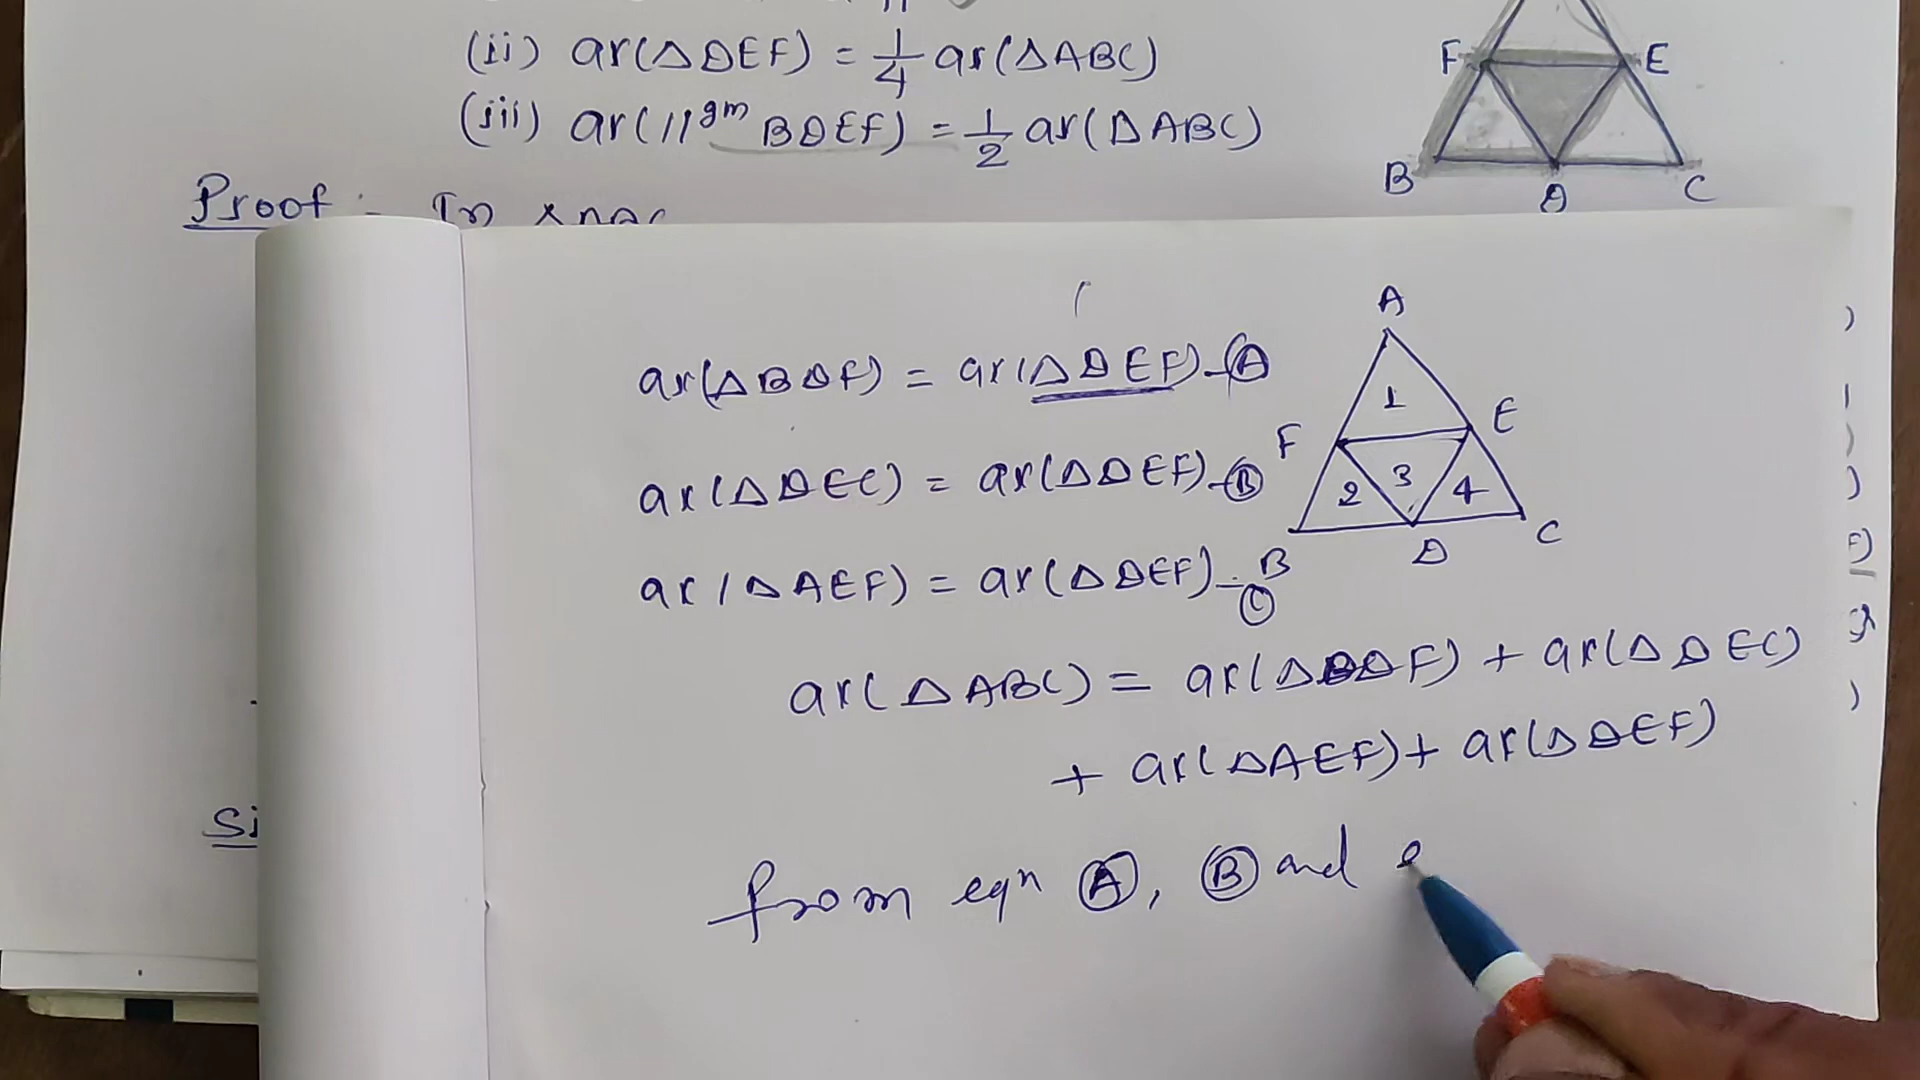 (ii) ar(△DEF) = 1/4 ar(△ABC)
(iii) ar(||gm BDEF) = 1/2 ar(△ABC)
F E
B D C
Proof :- In
A
ar(△BDF) = ar(△DEF) - Ⓐ
1
F E
ar(△DEC) = ar(△DEF) - Ⓑ
2 3 4
B D C
ar(△AEF) = ar(△DEF) - Ⓒ
ar(△ABC) = ar(△BDF) + ar(△DEC)
+ ar(△AEF) + ar(△DEF)
Si
from eqn Ⓐ, Ⓑ and